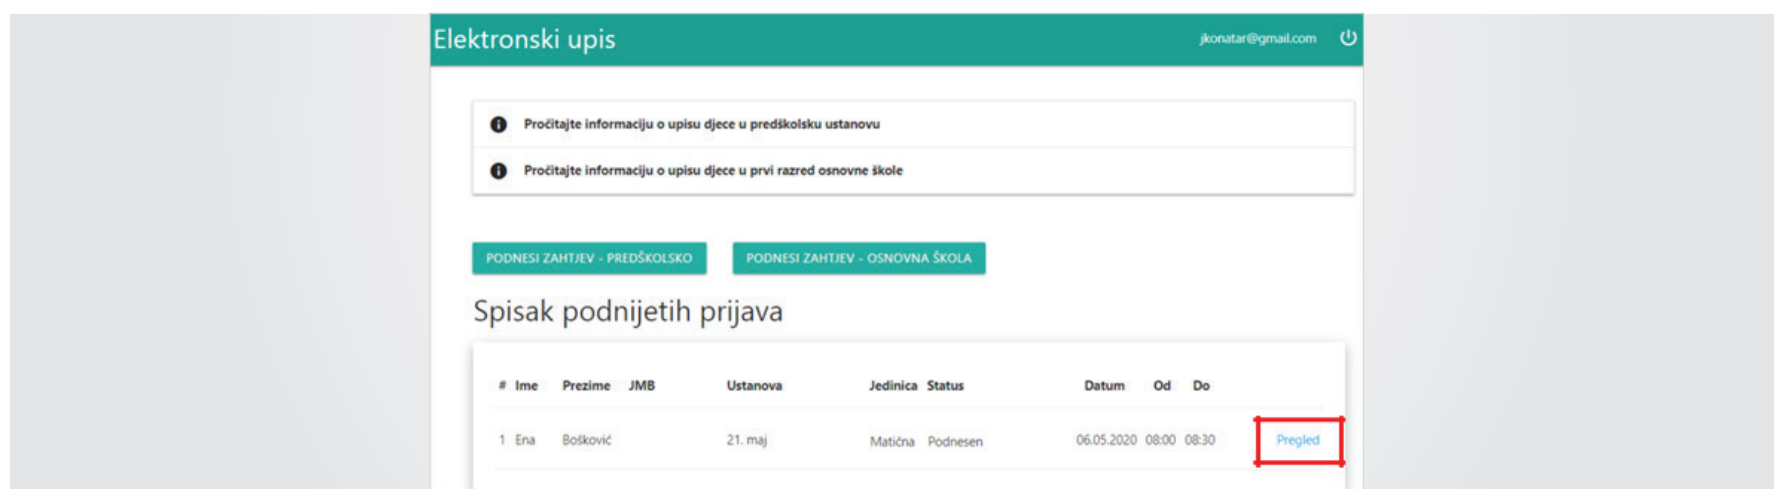 Elektronski upis jkonatar@gmail.com
Pročitajte informaciju o upisu djece u predškolsku ustanovu
Pročitajte informaciju o upisu djece u prvi razred osnovne škole
PODNESI ZAHTJEV - PREDŠKOLSKO PODNESI ZAHTJEV - OSNOVNA ŠKOLA
Spisak podnijetih prijava
# Ime Prezime JMB Ustanova Jedinica Status Datum Od Do
1 Ena Bošković 21. maj Matična Podnesen 06.05.2020 08:00 08:30 Pregled